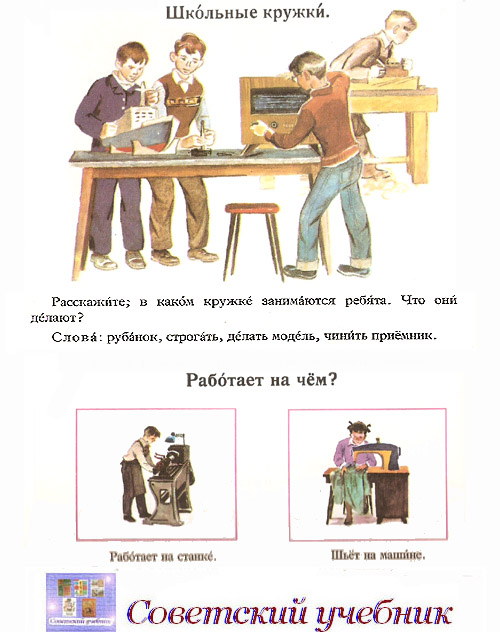 Шко́льные кружки́.
Расскажи́те; в како́м кружке́ занима́ются ребя́та. Что они́
де́лают?
Слова́: руба́нок, строга́ть, де́лать моде́ль, чини́ть приёмник.
Рабо́тает на чём?
Рабо́тает на станке́.
Шьёт на маши́не.
Советский учебник
Советский учебник